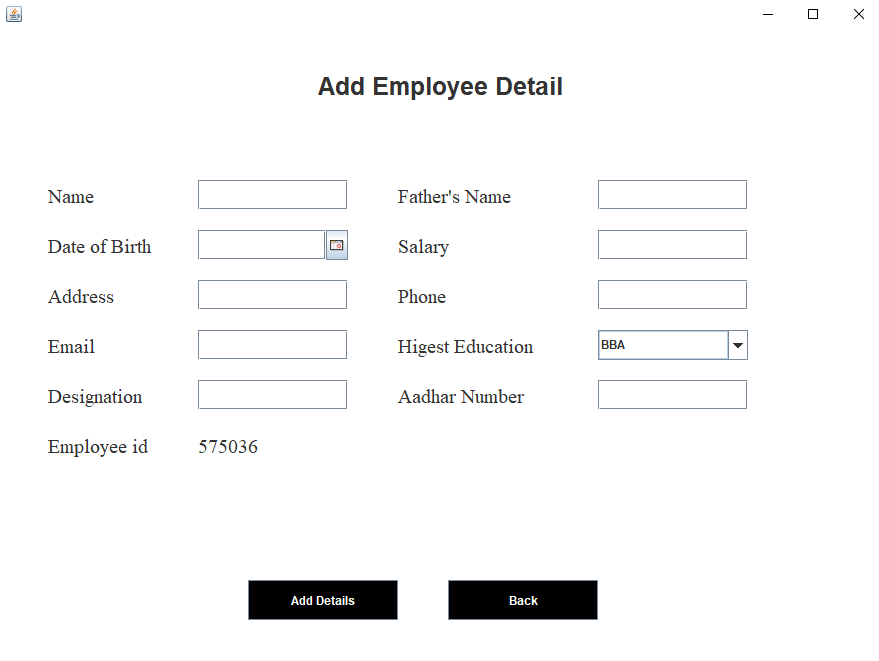 Add Employee Detail
Name Father's Name
Date of Birth Salary
Address Phone
Email Higest Education BBA
Designation Aadhar Number
Employee id 575036
Add Details Back